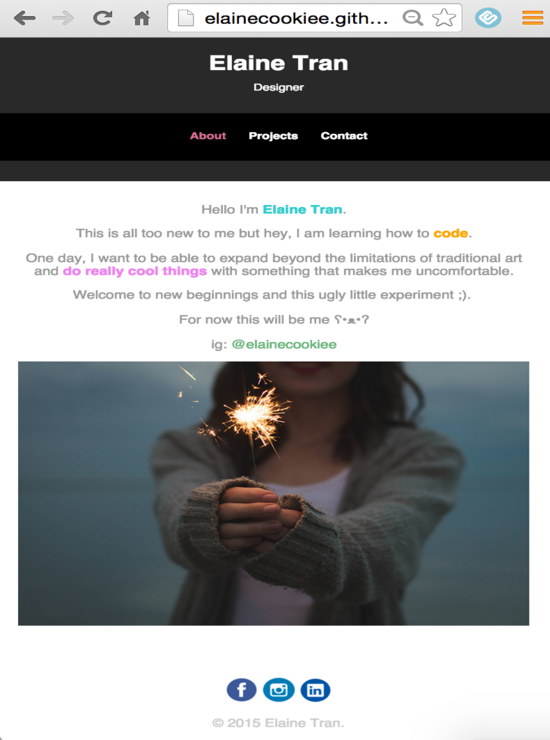 elainecookiee.gith...
Elaine Tran
Designer
About Projects Contact
Hello I'm Elaine Tran.
This is all too new to me but hey, I am learning how to code.
One day, I want to be able to expand beyond the limitations of traditional art
and do really cool things with something that makes me uncomfortable.
Welcome to new beginnings and this ugly little experiment ;).
For now this will be me ʕ•ᴥ•?
ig: @elainecookiee
f in
© 2015 Elaine Tran.